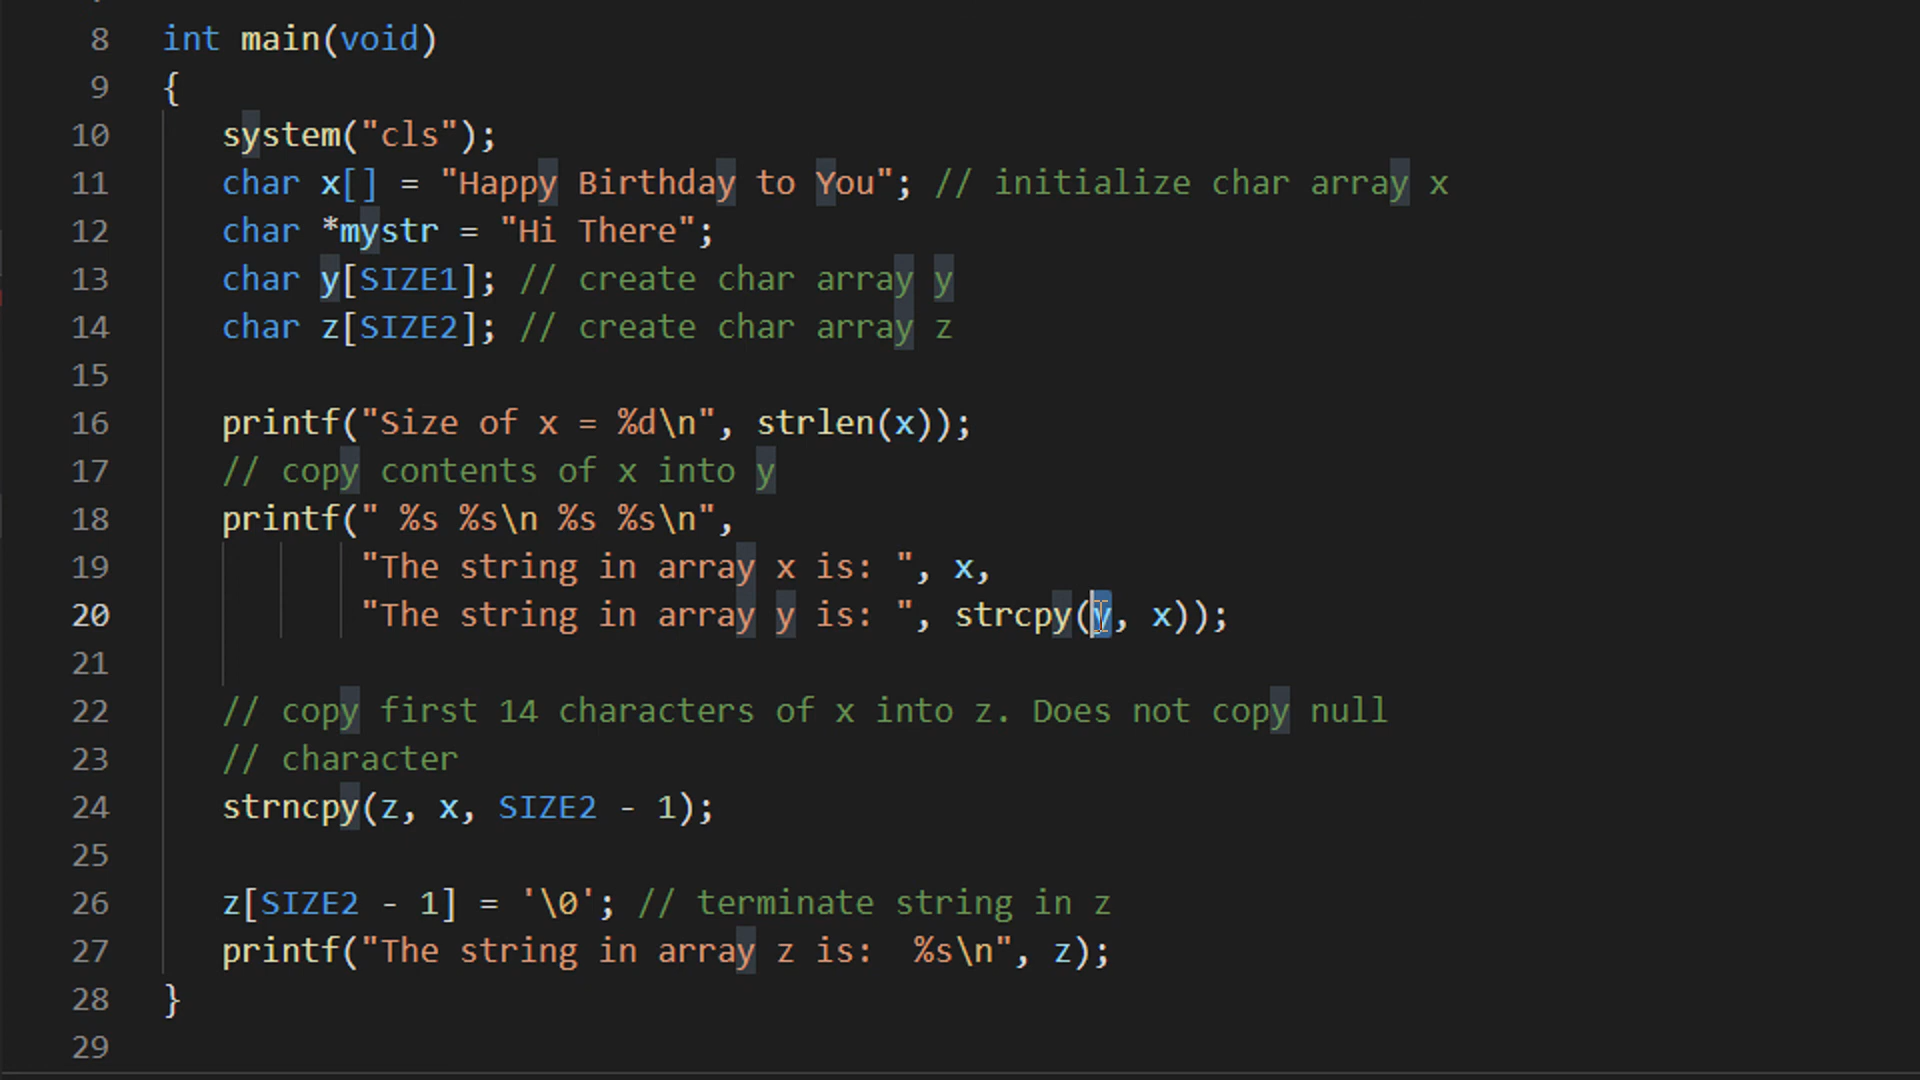 8 int main(void)
9 {
10 system("cls");
11 char x[] = "Happy Birthday to You"; // initialize char array x
12 char *mystr = "Hi There";
13 char y[SIZE1]; // create char array y
14 char z[SIZE2]; // create char array z
15
16 printf("Size of x = %d\n", strlen(x));
17 // copy contents of x into y
18 printf(" %s %s\n %s %s\n",
19 "The string in array x is: ", x,
20 "The string in array y is: ", strcpy(y, x));
21
22 // copy first 14 characters of x into z. Does not copy null
23 // character
24 strncpy(z, x, SIZE2 - 1);
25
26 z[SIZE2 - 1] = '\0'; // terminate string in z
27 printf("The string in array z is:  %s\n", z);
28 }
29